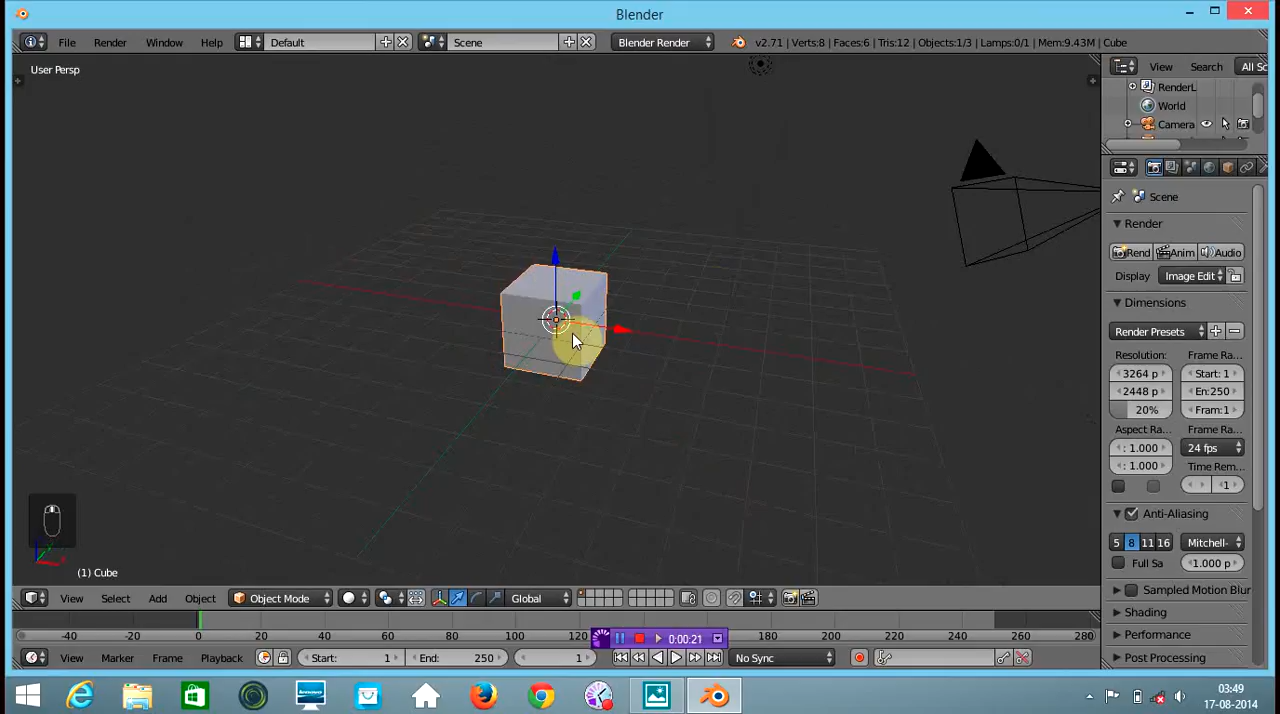 Blender
File Render Window Help Default Scene Blender Render v2.71 | Verts:8 | Faces:6 | Tris:12 | Objects:1/3 | Lamps:0/1 | Mem:9.43M | Cube
User Persp
View Search All Sc
RenderL
World
Camera
Scene
Render
Rend Anim Audio
Display Image Edit
Dimensions
Render Presets
Resolution: Frame Ra...
3264 p Start: 1
2448 p En:250
20% Fram:1
Aspect Ra... Frame Ra...
: 1.000 24 fps
: 1.000 Time Rem...
1
Anti-Aliasing
5 8 11 16 Mitchell-
Full Sa 1.000 p
Sampled Motion Blur
Shading
Performance
Post Processing
(1) Cube
View Select Add Object Object Mode Global
-40 -20 0 20 40 60 80 100 120 0:00:21 180 200 220 240 260 280
View Marker Frame Playback Start: 1 End: 250 1 No Sync
03:49
17-08-2014